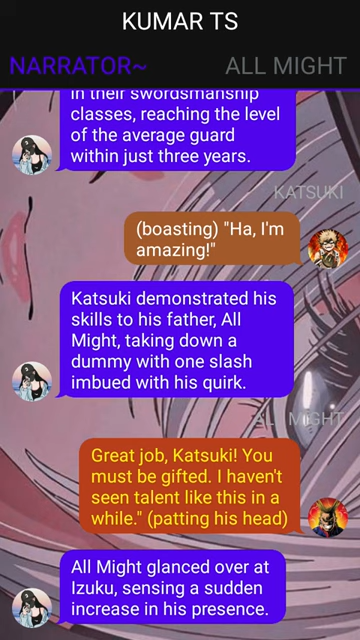 KUMAR TS
NARRATOR~
ALL MIGHT
in their swordsmanship
classes, reaching the level
of the average guard
within just three years.
KATSUKI
(boasting) "Ha, I'm
amazing!"
Katsuki demonstrated his
skills to his father, All
Might, taking down a
dummy with one slash
imbued with his quirk.
ALL MIGHT
Great job, Katsuki! You
must be gifted. I haven't
seen talent like this in a
while." (patting his head)
All Might glanced over at
Izuku, sensing a sudden
increase in his presence.